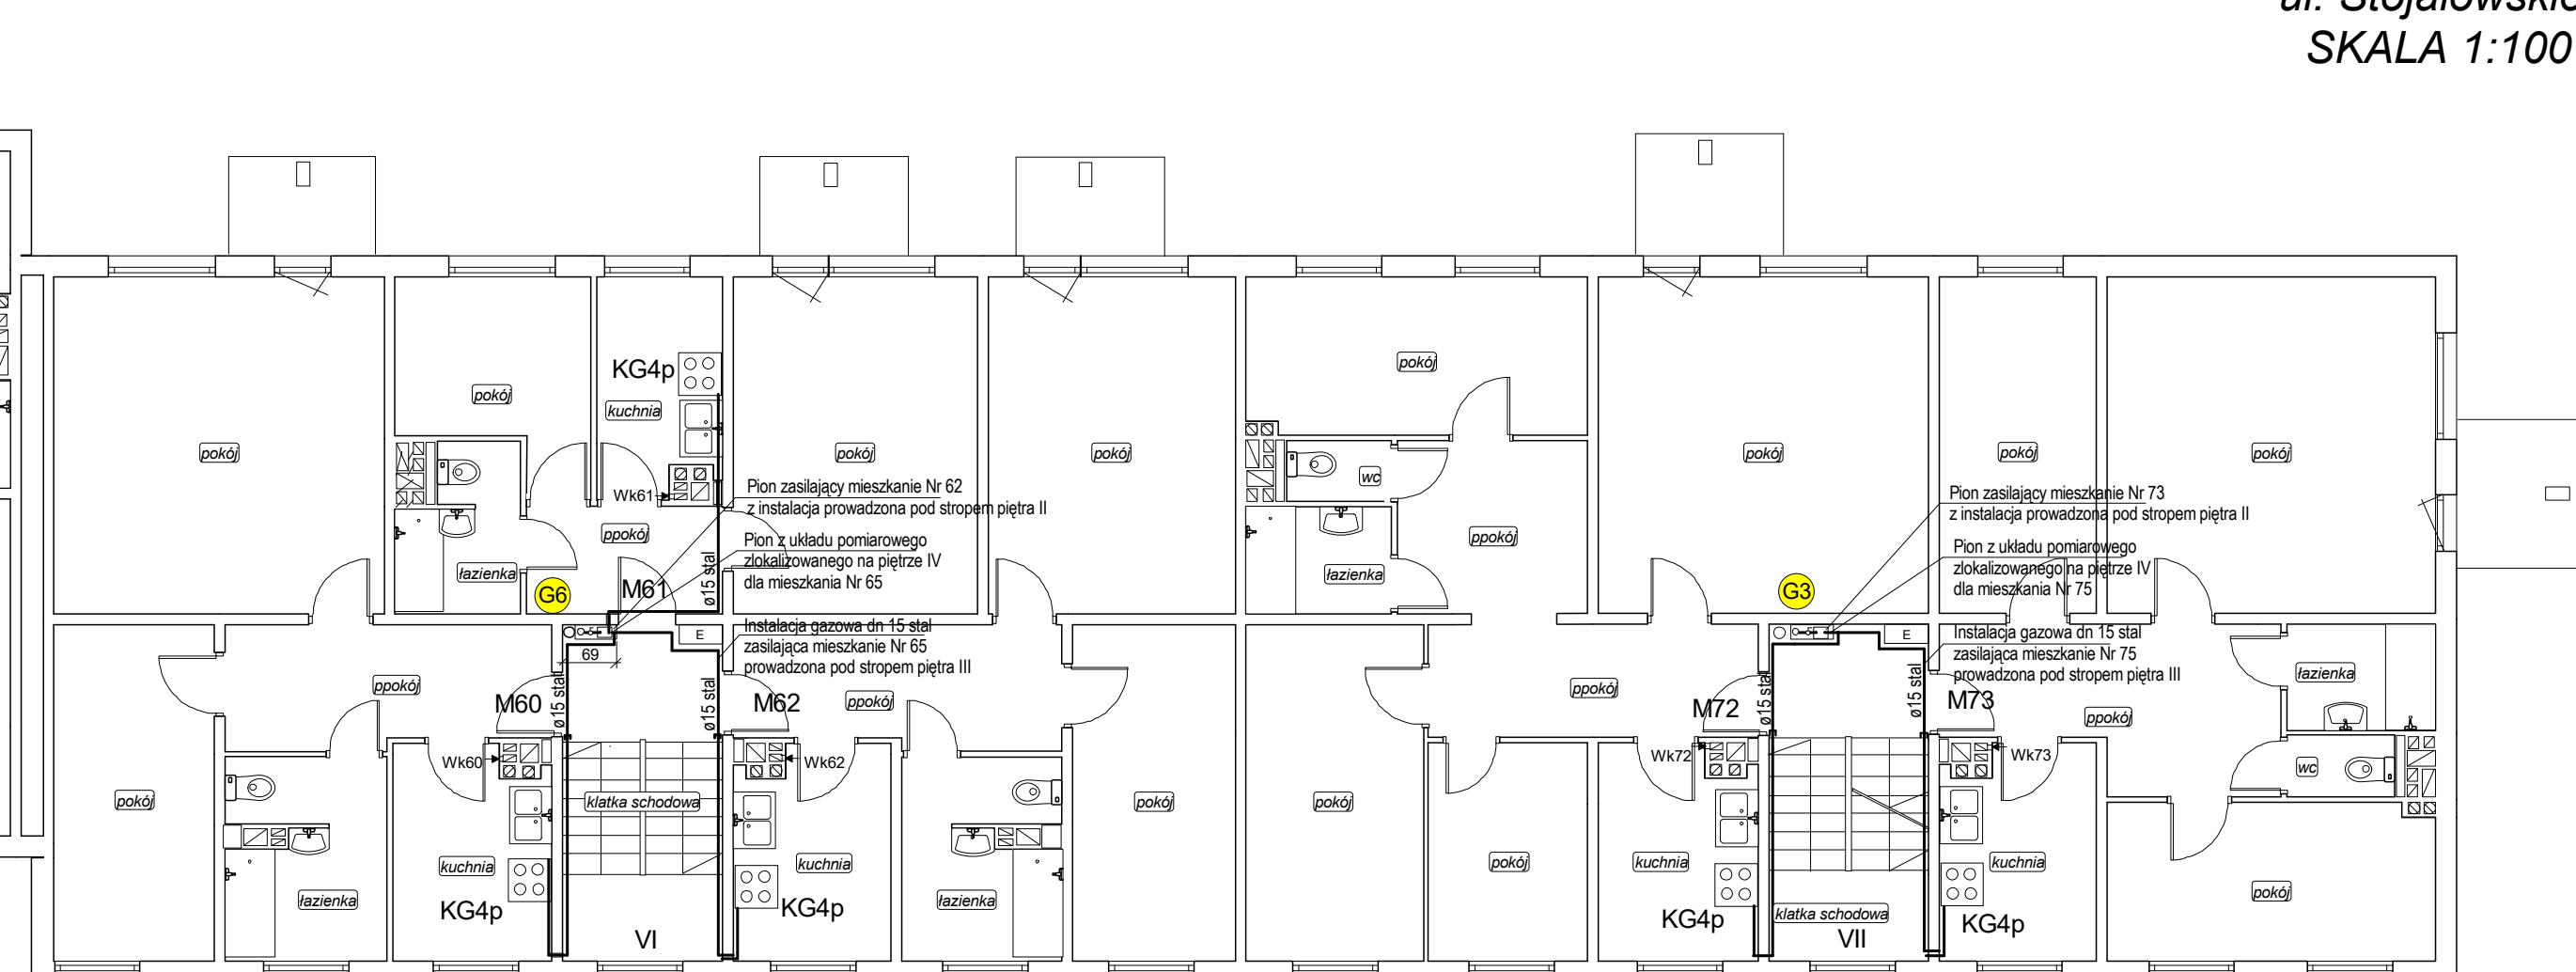 SKALA 1:100
KG4p
pokój
kuchnia
pokój
pokój
pokój
pokój
pokój
pokój
pokój
pokój
wc
Wk61
Pion zasilający mieszkanie Nr 62
z instalacja prowadzona pod stropem piętra II
Pion zasilający mieszkanie Nr 73
z instalacja prowadzona pod stropem piętra II
ppokój
ppokój
Pion z układu pomiarowego
zlokalizowanego na piętrze IV
dla mieszkania Nr 65
Pion z układu pomiarowego
zlokalizowanego na piętrze IV
dla mieszkania Nr 75
łazienka
łazienka
G6
M61
ø15 stal
G3
E
69
Instalacja gazowa dn 15 stal
zasilająca mieszkanie Nr 65
prowadzona pod stropem piętra III
E
Instalacja gazowa dn 15 stal
zasilająca mieszkanie Nr 75
prowadzona pod stropem piętra III
łazienka
ppokój
M60
ø15 stal
ø15 stal
M62
ppokój
ppokój
M72
ø15 stal
ø15 stal
M73
ppokój
Wk60
Wk62
Wk72
Wk73
wc
pokój
klatka schodowa
pokój
pokój
kuchnia
kuchnia
pokój
kuchnia
kuchnia
pokój
łazienka
KG4p
KG4p
łazienka
KG4p
klatka schodowa
KG4p
VI
VII